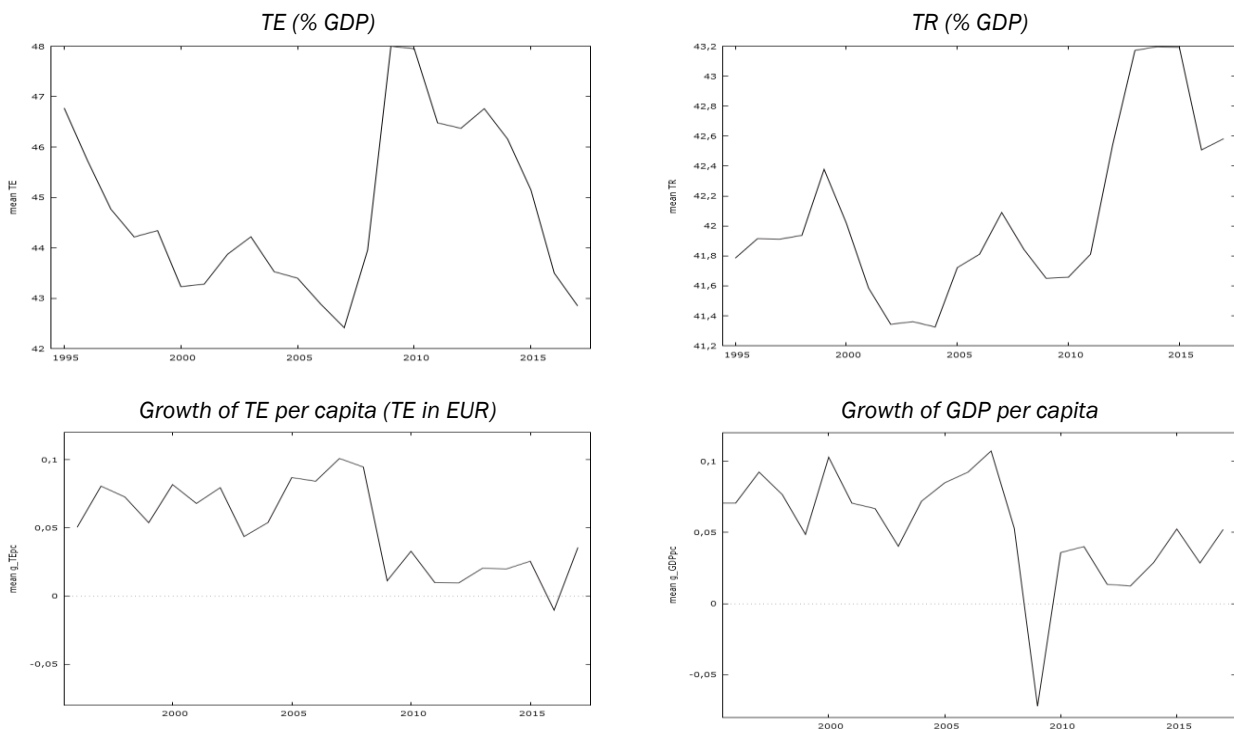 TE (% GDP)
48
47
46
45
44
43
42
mean TE
1995 2000 2005 2010 2015
TR (% GDP)
43,2
43
42,8
42,6
42,4
42,2
42
41,8
41,6
41,4
41,2
mean TR
1995 2000 2005 2010 2015
Growth of TE per capita (TE in EUR)
0,1
0,05
0
-0,05
mean g_TEpc
2000 2005 2010 2015
Growth of GDP per capita
0,1
0,05
0
-0,05
mean g_GDPpc
2000 2005 2010 2015